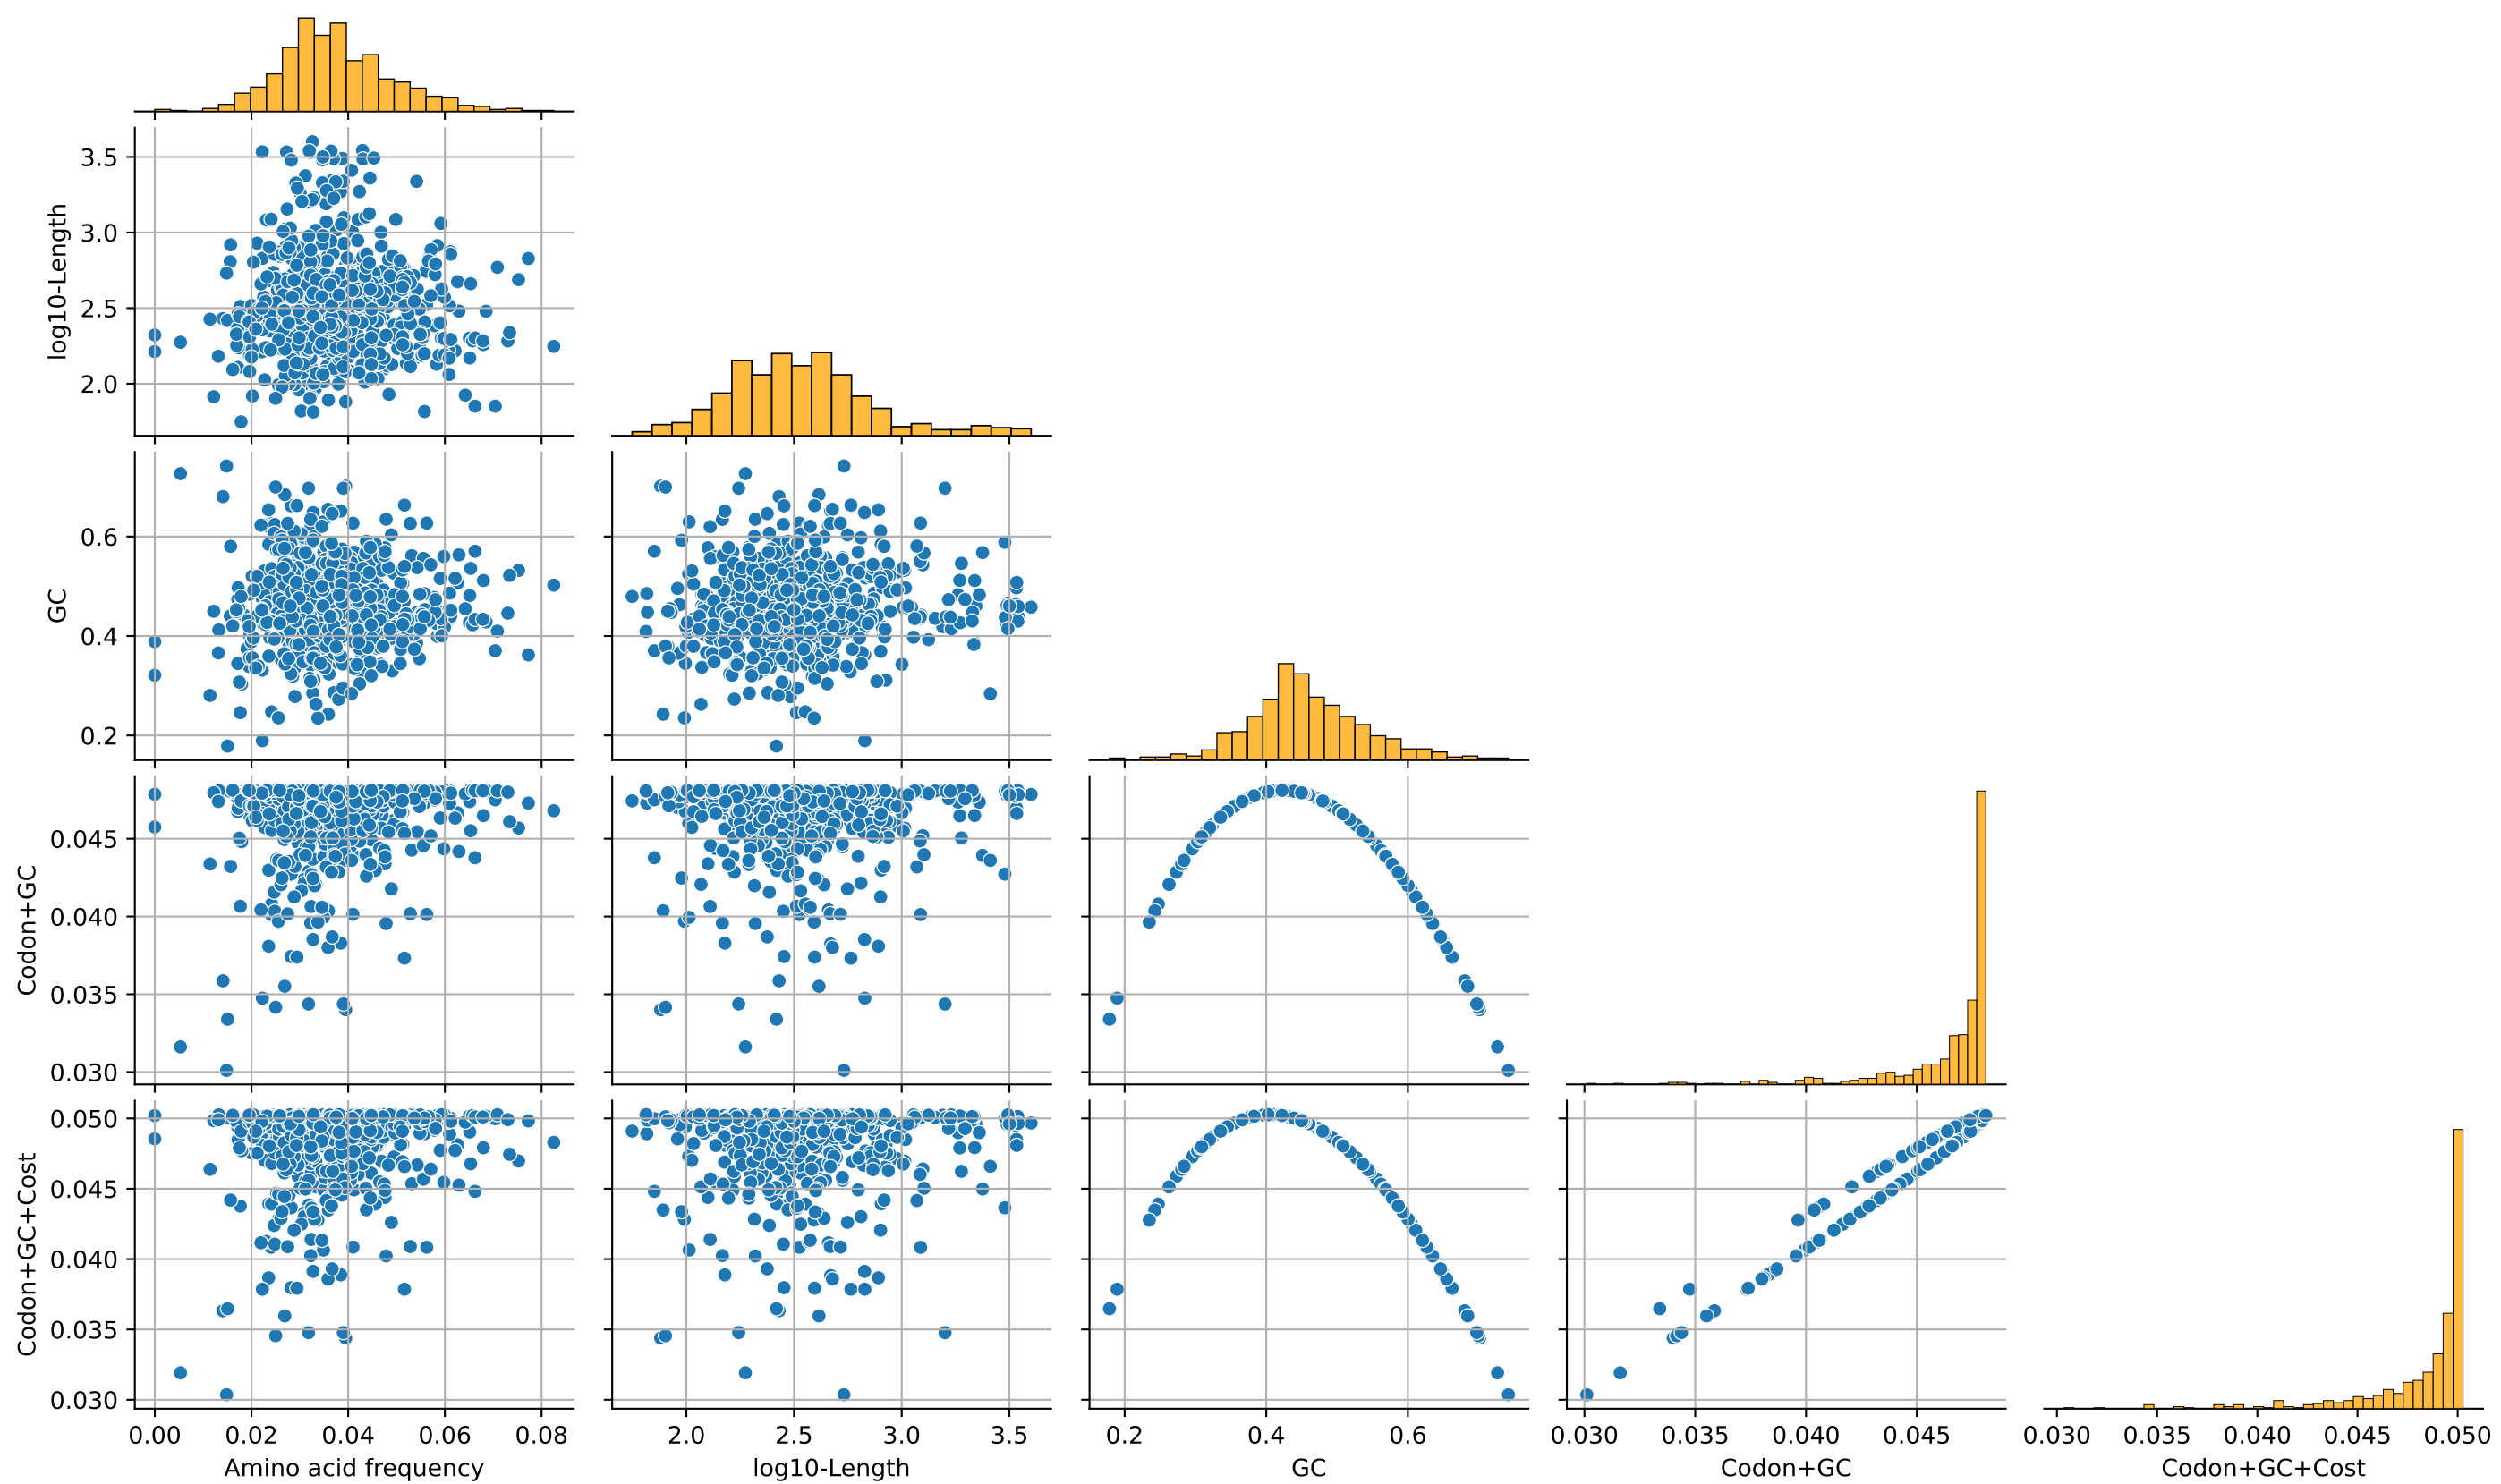 3.5
3.0
2.5
2.0
log10-Length
0.6
0.4
0.2
GC
0.045
0.040
0.035
0.030
Codon+GC
0.050
0.045
0.040
0.035
0.030
Codon+GC+Cost
0.00 0.02 0.04 0.06 0.08
2.0 2.5 3.0 3.5
0.2 0.4 0.6
0.030 0.035 0.040 0.045
0.030 0.035 0.040 0.045 0.050
Amino acid frequency
log10-Length
GC
Codon+GC
Codon+GC+Cost